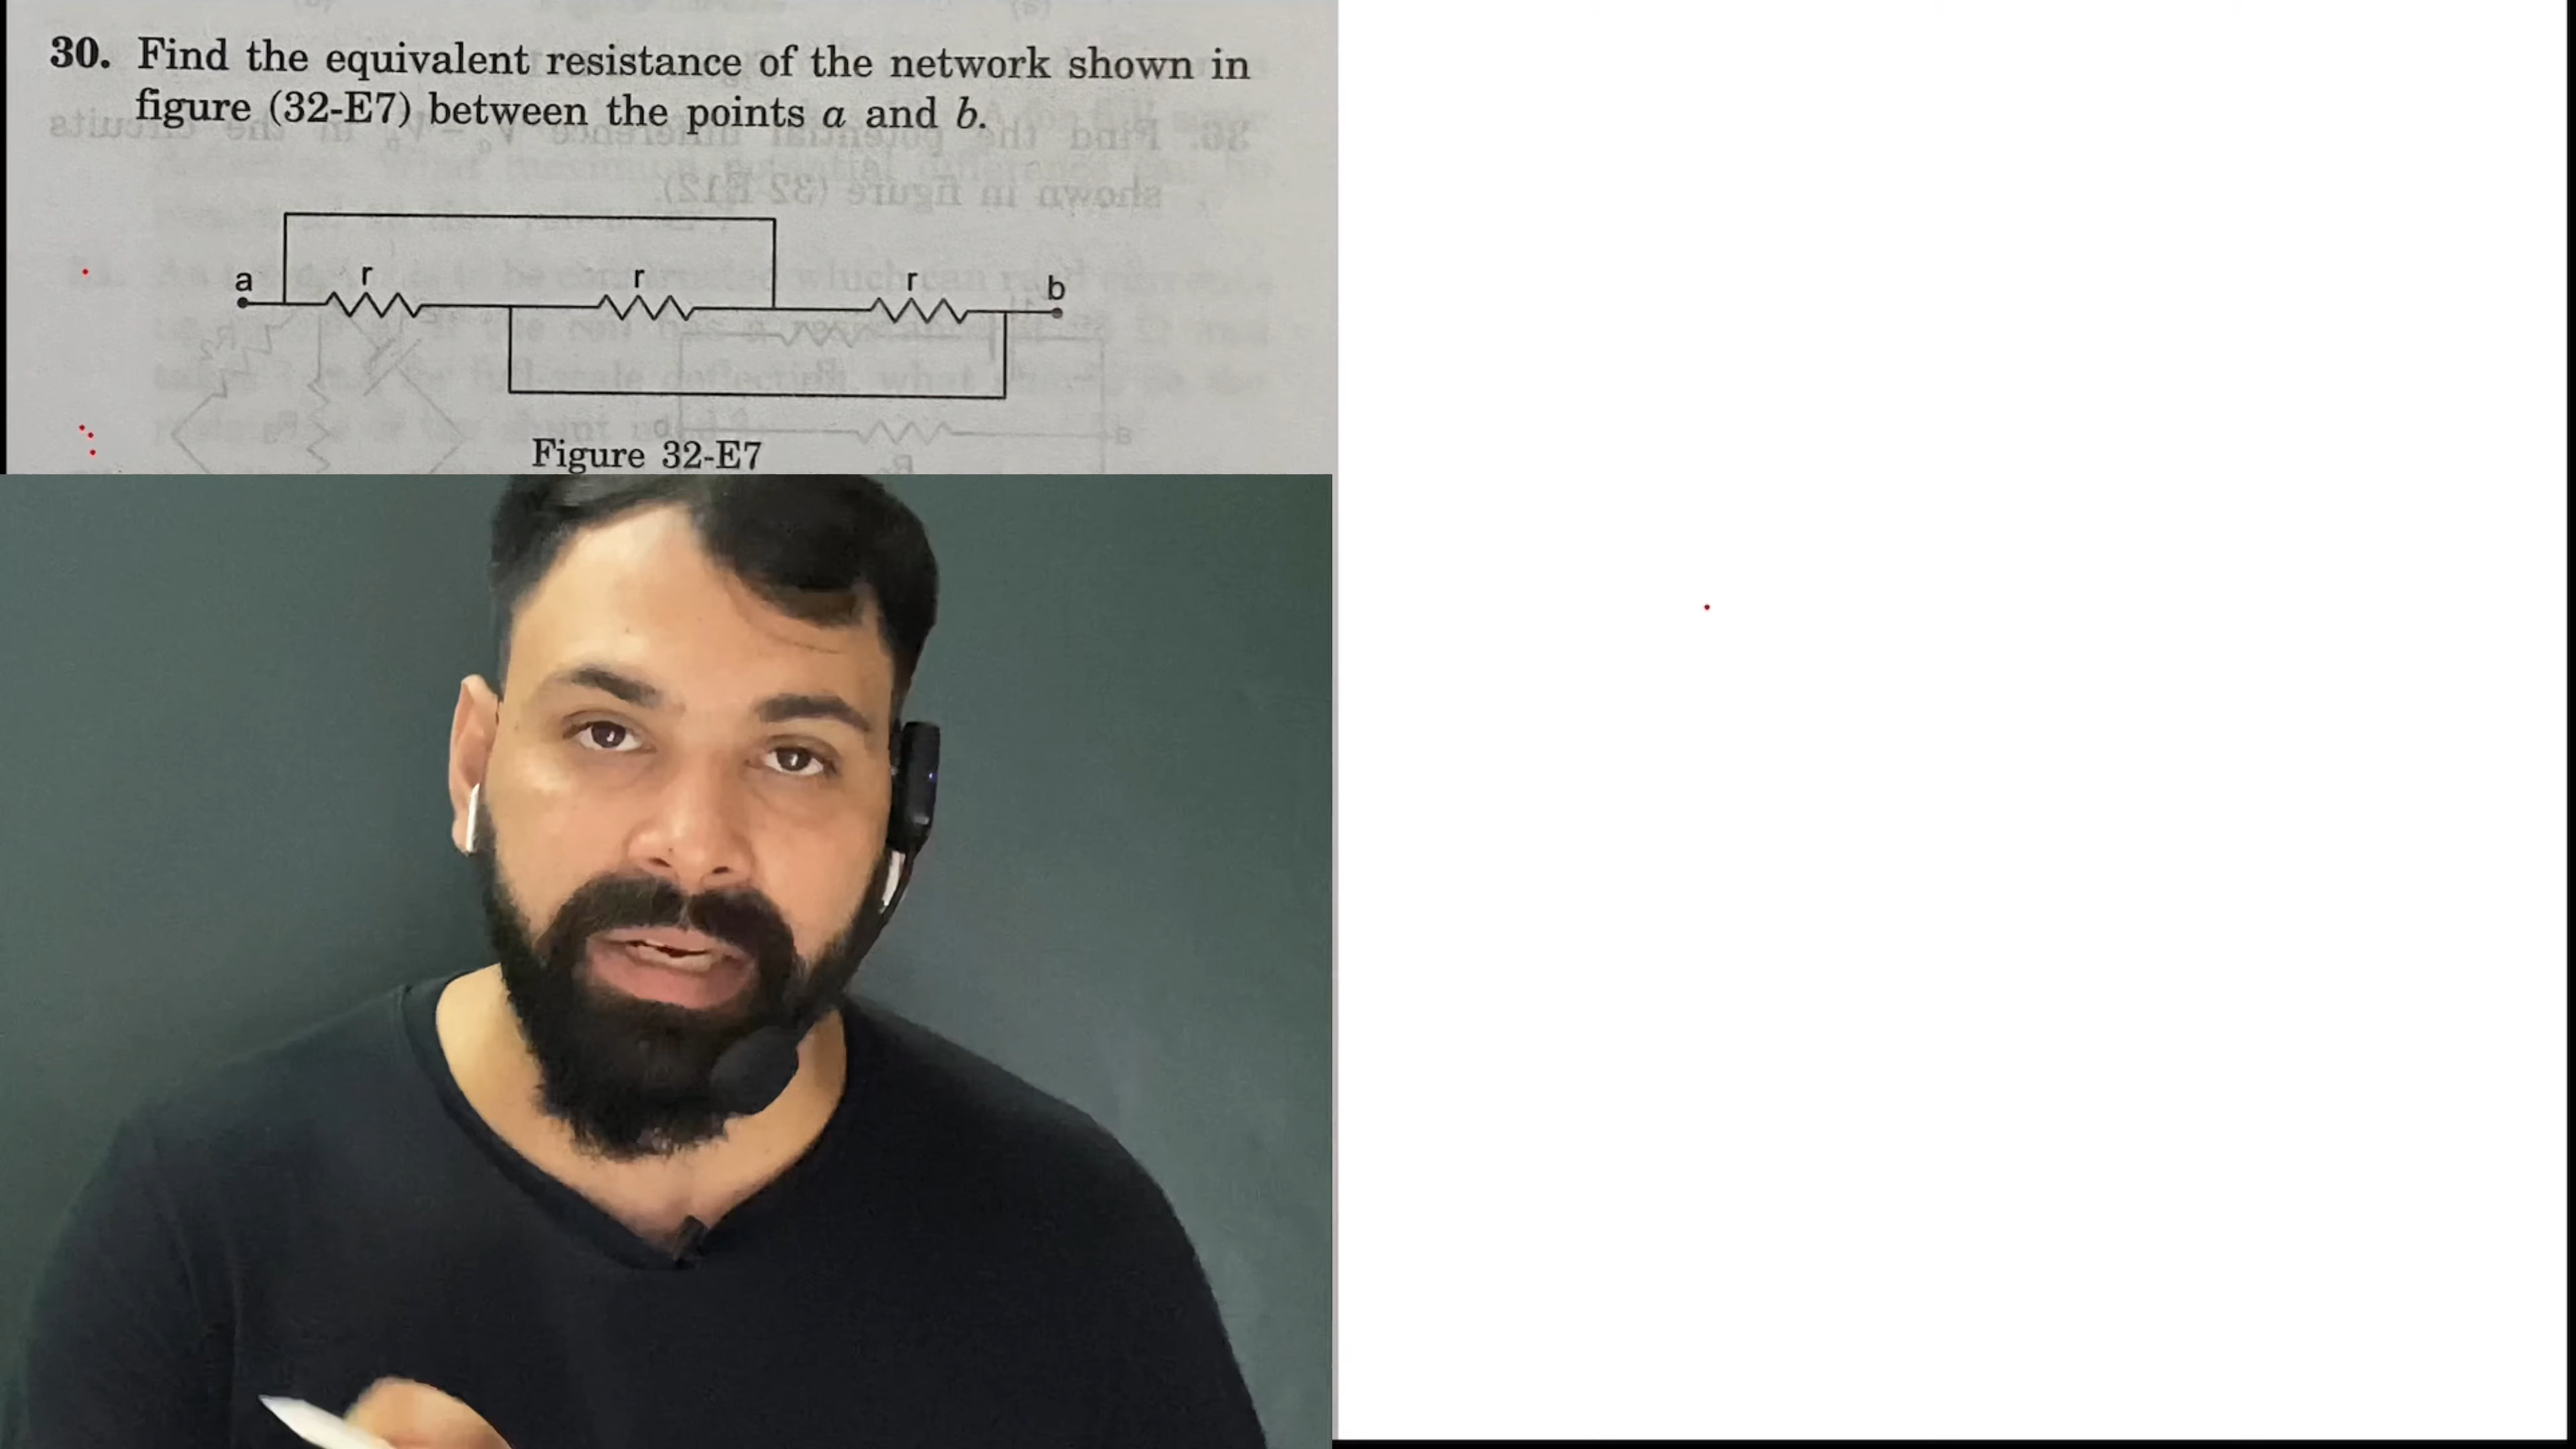 30. Find the equivalent resistance of the network shown in
figure (32-E7) between the points a and b.
a r r r b
Figure 32-E7